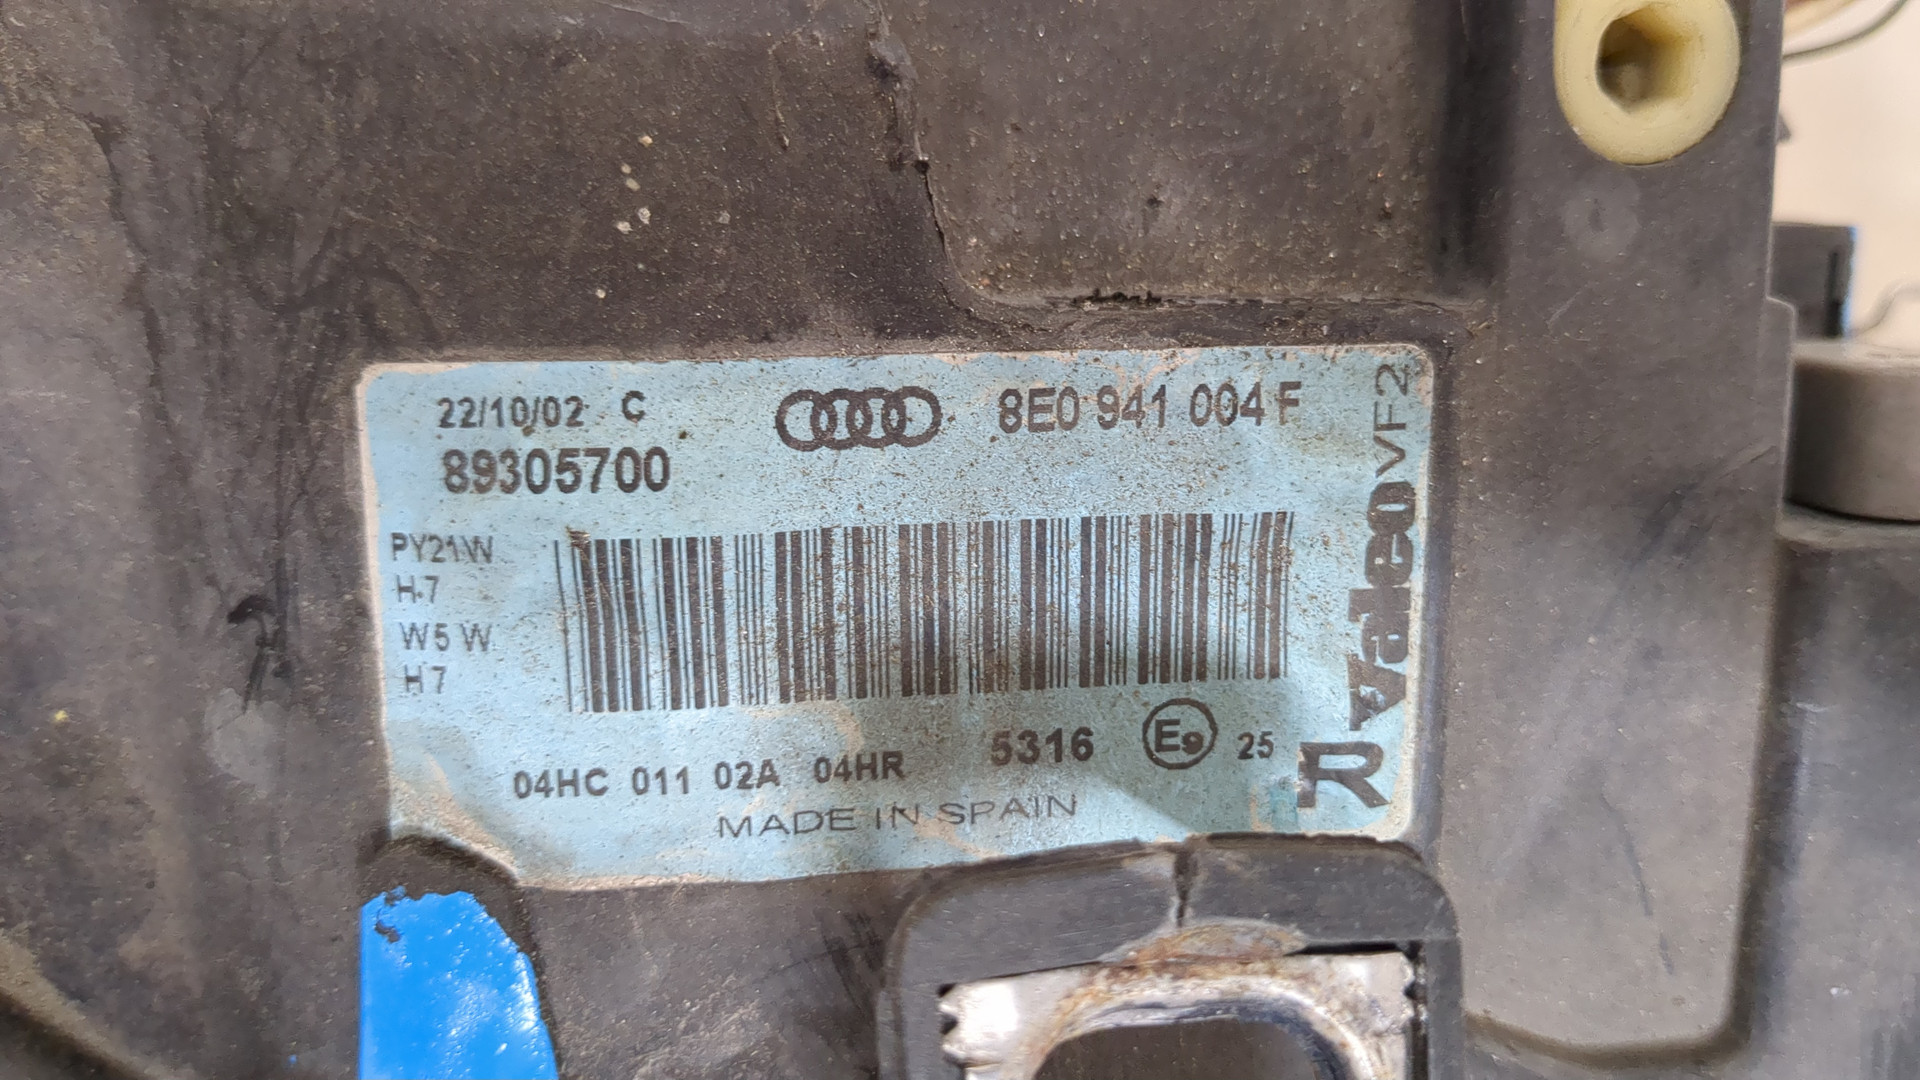 22/10/02 C
8E0 941 004 F
89305700
PY21W
H7
W5W
H7
Valeo VF2
5316 E9 25
04HC 011 02A 04HR
MADE IN SPAIN
R